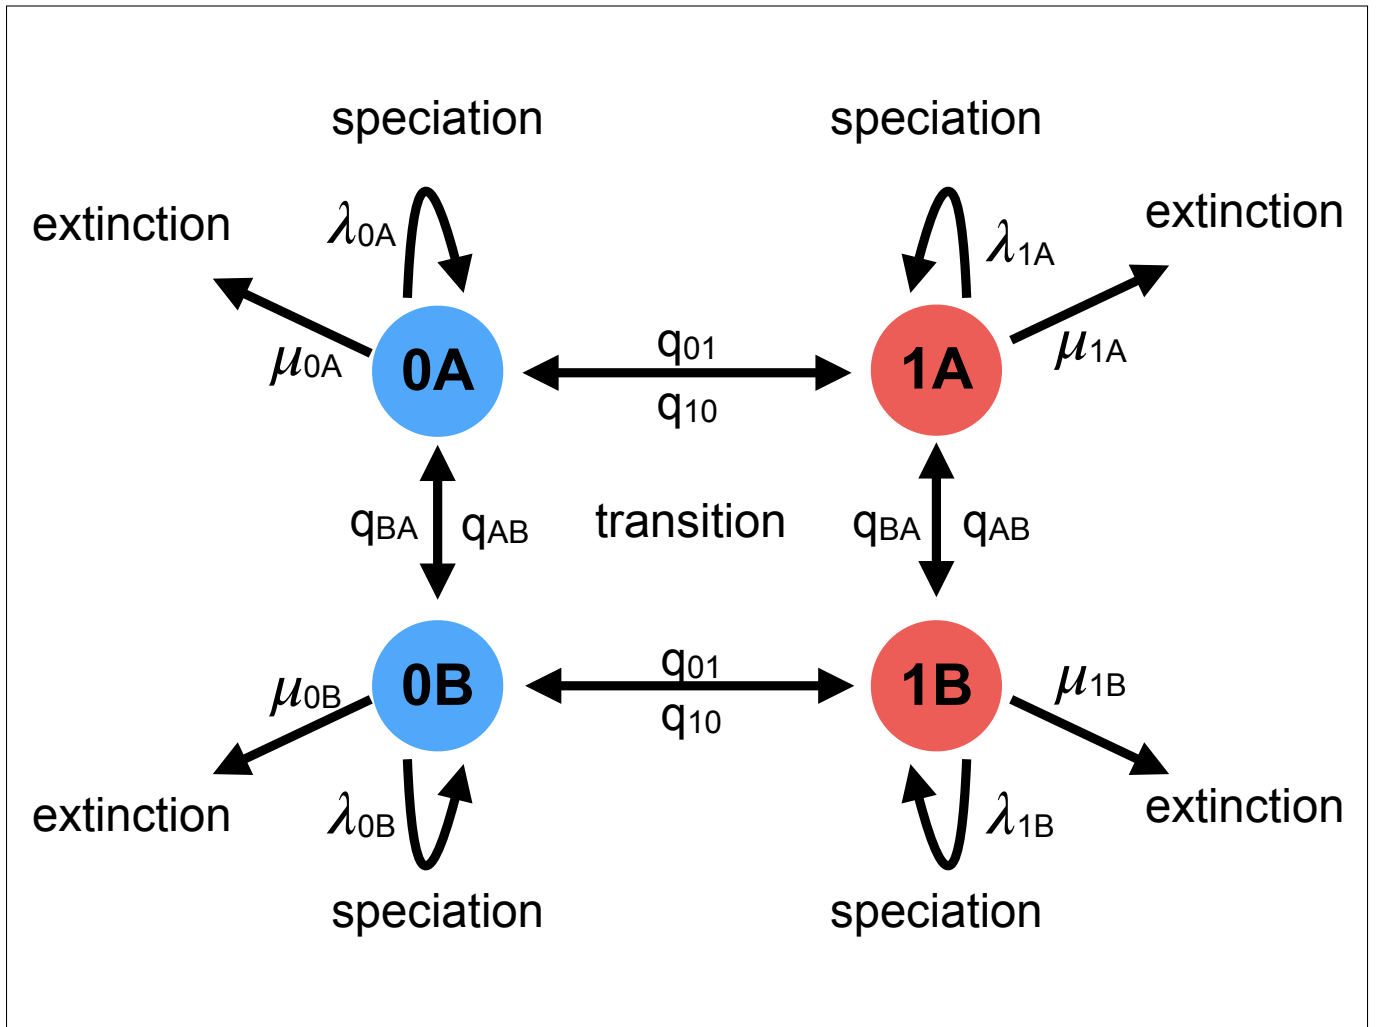 speciation speciation
extinction λ0A λ1A extinction
μ0A 0A q01 1A μ1A
q10
qBA qAB transition qBA qAB
μ0B 0B q01 1B μ1B
q10
extinction λ0B λ1B extinction
speciation speciation